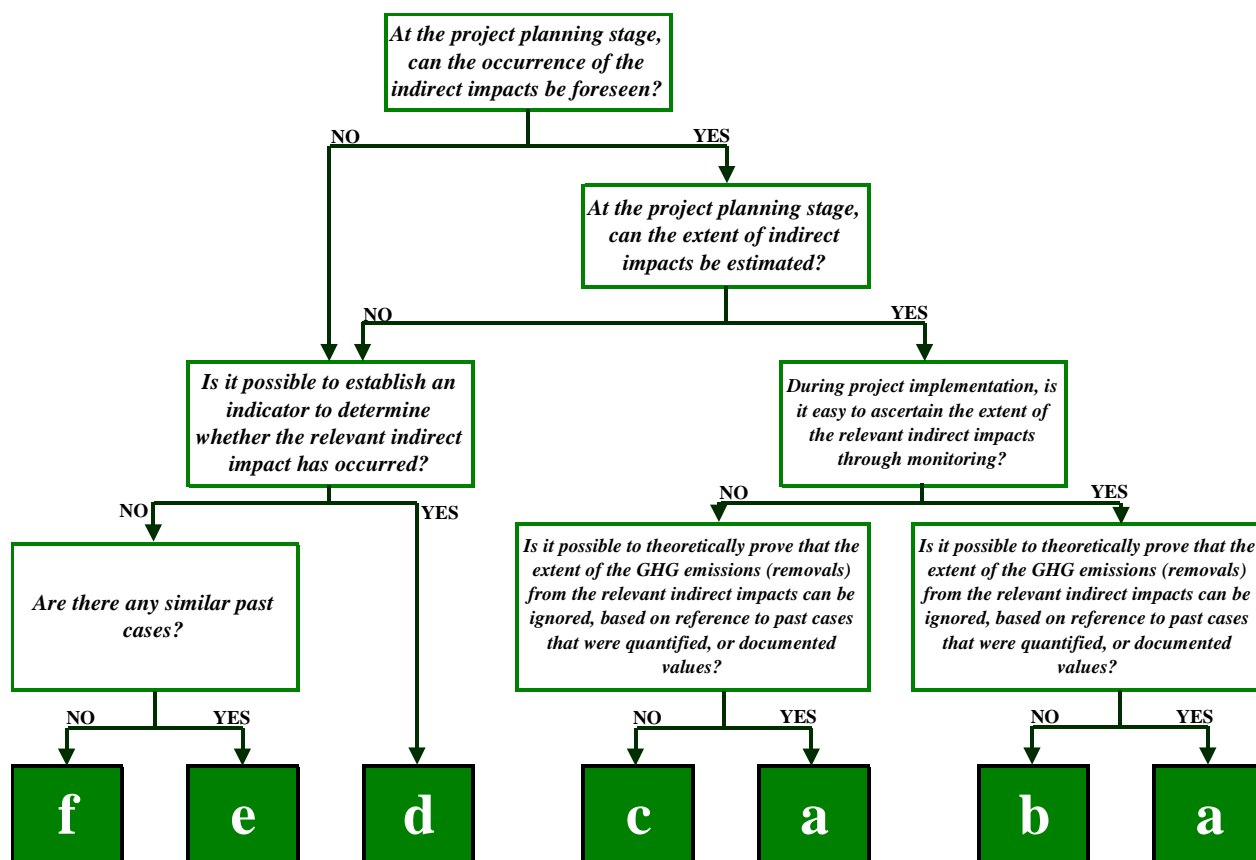 At the project planning stage,
can the occurrence of the
indirect impacts be foreseen?
NO
YES
At the project planning stage,
can the extent of indirect
impacts be estimated?
NO
YES
Is it possible to establish an
indicator to determine
whether the relevant indirect
impact has occurred?
During project implementation, is
it easy to ascertain the extent of
the relevant indirect impacts
through monitoring?
NO
YES
NO
YES
Are there any similar past
cases?
Is it possible to theoretically prove that the
extent of the GHG emissions (removals)
from the relevant indirect impacts can be
ignored, based on reference to past cases
that were quantified, or documented
values?
Is it possible to theoretically prove that the
extent of the GHG emissions (removals)
from the relevant indirect impacts can be
ignored, based on reference to past cases
that were quantified, or documented
values?
NO
YES
NO
YES
NO
YES
f
e
d
c
a
b
a